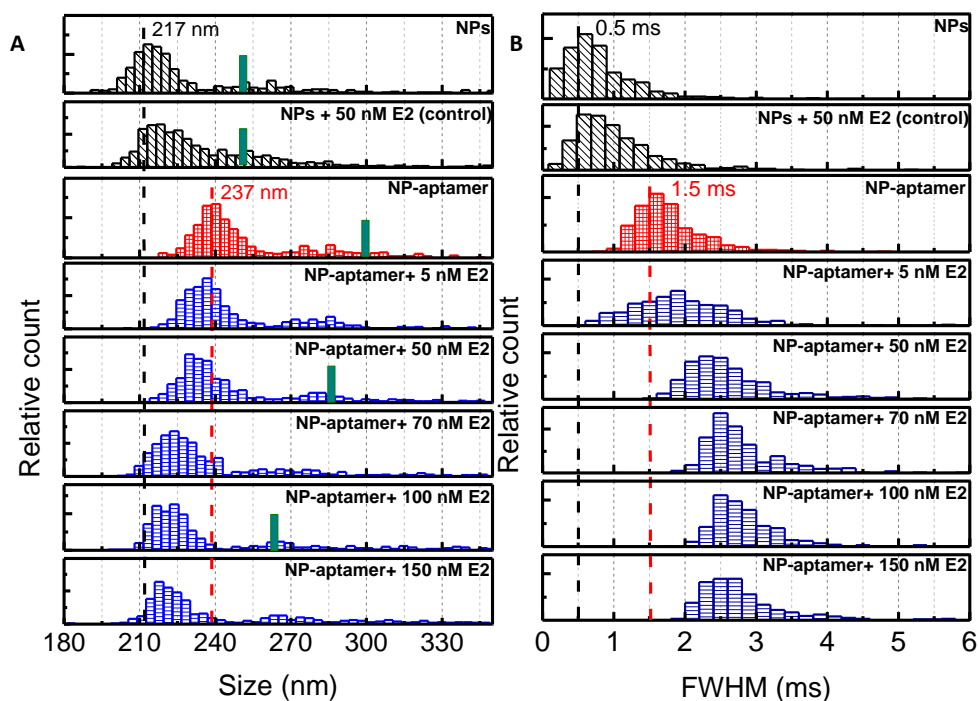 A
217 nm
NPs
NPs + 50 nM E2 (control)
237 nm
NP-aptamer
NP-aptamer+ 5 nM E2
NP-aptamer+ 50 nM E2
NP-aptamer+ 70 nM E2
NP-aptamer+ 100 nM E2
NP-aptamer+ 150 nM E2
Relative count
180 210 240 270 300 330
Size (nm)
B
0.5 ms
NPs
NPs + 50 nM E2 (control)
NP-aptamer
1.5 ms
NP-aptamer+ 5 nM E2
NP-aptamer+ 50 nM E2
NP-aptamer+ 70 nM E2
NP-aptamer+ 100 nM E2
NP-aptamer+ 150 nM E2
Relative count
0 1 2 3 4 5 6
FWHM (ms)